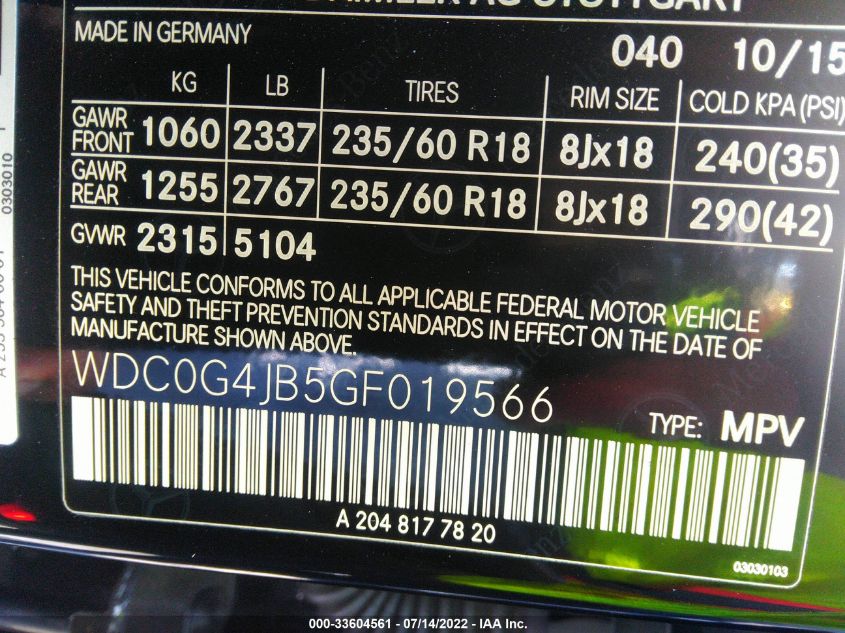 DAIMLER AG STUTTGART
MADE IN GERMANY
040 10/15
KG LB TIRES RIM SIZE COLD KPA (PSI)
GAWR FRONT 1060 2337 235/60 R18 8Jx18 240(35)
GAWR REAR 1255 2767 235/60 R18 8Jx18 290(42)
GVWR 2315 5104
THIS VEHICLE CONFORMS TO ALL APPLICABLE FEDERAL MOTOR VEHICLE
SAFETY AND THEFT PREVENTION STANDARDS IN EFFECT ON THE DATE OF
MANUFACTURE SHOWN ABOVE.
WDC0G4JB5GF019566
TYPE: MPV
A 204 817 78 20
03030103
0303010
000-33604561 / 07/14/2022 - IAA Inc.